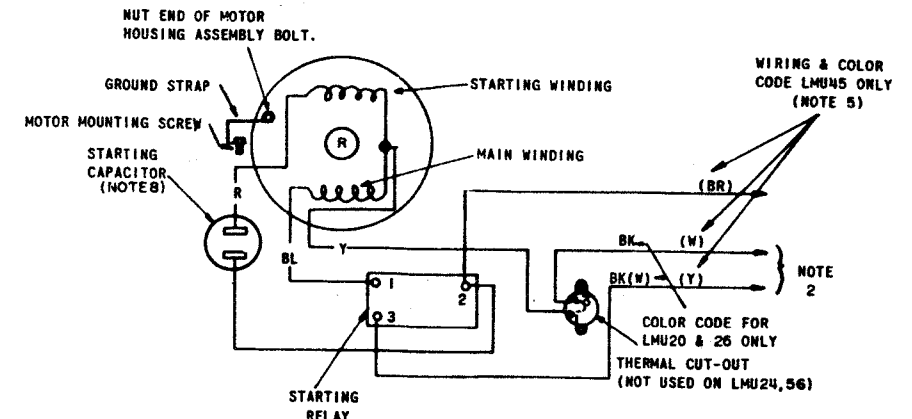 NUT END OF MOTOR
HOUSING ASSEMBLY BOLT.
GROUND STRAP
MOTOR MOUNTING SCREW
STARTING
CAPACITOR
(NOTE8)
STARTING WINDING
WIRING & COLOR
CODE LMU45 ONLY
(NOTE 5)
R
MAIN WINDING
R
(BR)
BL
Y
BK
(W)
BK(W)
(Y)
NOTE
2
1
2
3
COLOR CODE FOR
LMU20 & 26 ONLY
THERMAL CUT-OUT
(NOT USED ON LMU24,56)
STARTING
RELAY